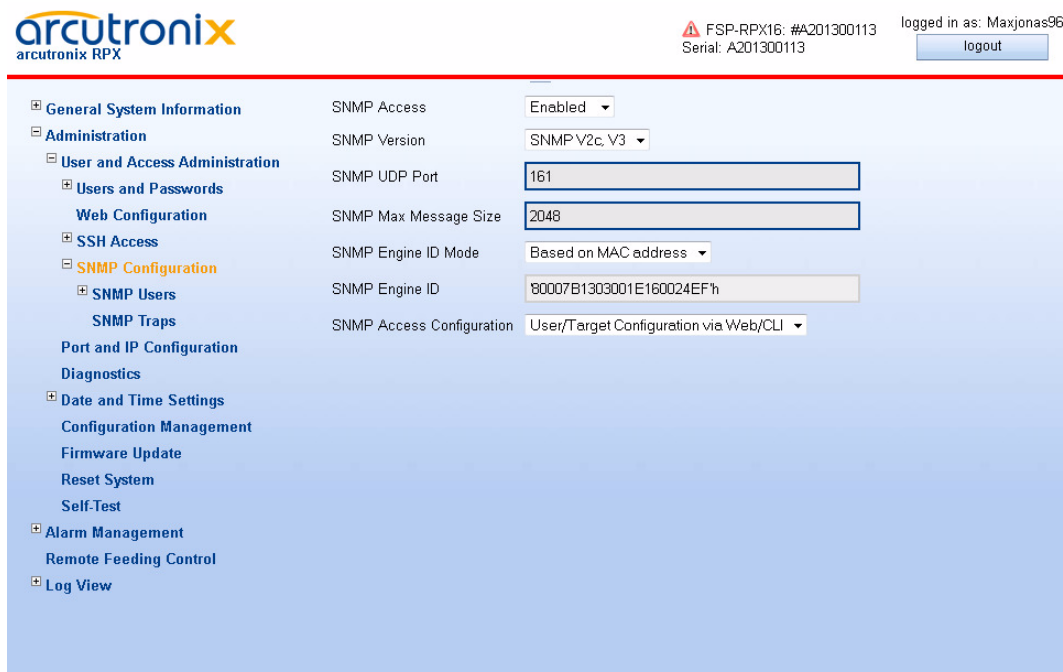 arcutronix
arcutronix RPX
FSP-RPX16: #A201300113
Serial: A201300113
logged in as: Maxjonas96
logout
General System Information
Administration
User and Access Administration
Users and Passwords
Web Configuration
SSH Access
SNMP Configuration
SNMP Users
SNMP Traps
Port and IP Configuration
Diagnostics
Date and Time Settings
Configuration Management
Firmware Update
Reset System
Self-Test
Alarm Management
Remote Feeding Control
Log View
SNMP Access Enabled
SNMP Version SNMP V2c, V3
SNMP UDP Port 161
SNMP Max Message Size 2048
SNMP Engine ID Mode Based on MAC address
SNMP Engine ID '80007B1303001E160024EF'h
SNMP Access Configuration User/Target Configuration via Web/CLI